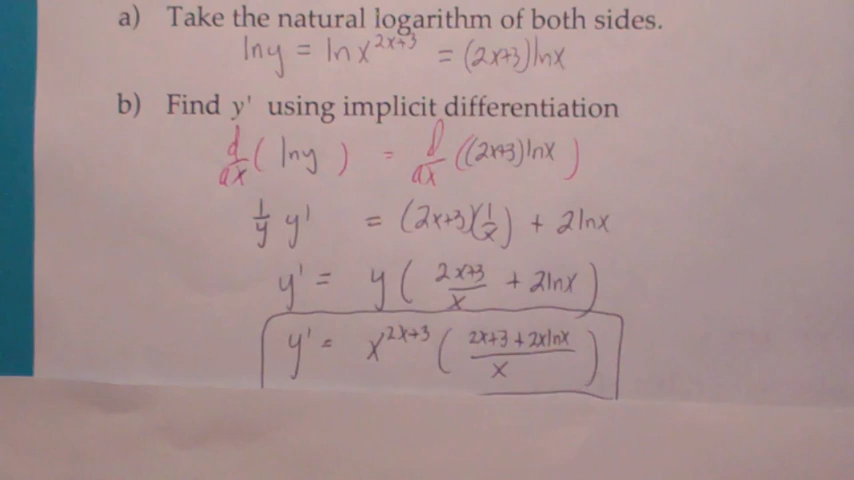 a) Take the natural logarithm of both sides.
lny = lnx^{2x+3} = (2x+3)lnx
b) Find y' using implicit differentiation
d/dx( lny ) = d/dx((2x+3)lnx)
1/y y' = (2x+3)(1/x) + 2lnx
y' = y( 2x+3/x + 2lnx)
y' = x^{2x+3} ( 2x+3+2xlnx/x )